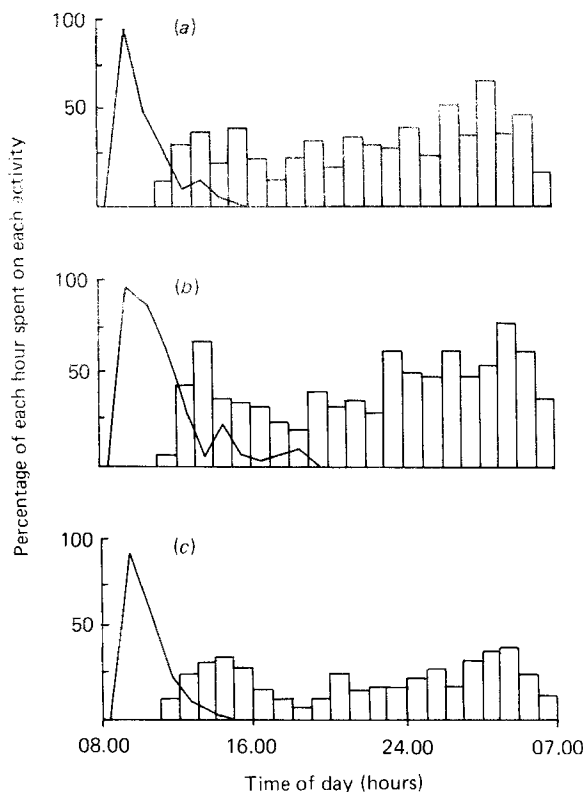 Percentage of each hour spent on each activity
100
(a)
50
100
(b)
50
100
(c)
50
08.00 16.00 24.00 07.00
Time of day (hours)